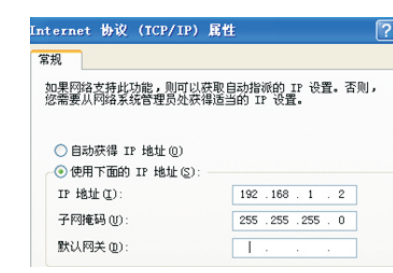 Internet 协议 (TCP/IP) 属性
?
常规
如果网络支持此功能，则可以获取自动指派的 IP 设置。否则，
您需要从网络系统管理员处获得适当的 IP 设置。
自动获得 IP 地址(O)
使用下面的 IP 地址(S):
IP 地址(I): 192 .168 . 1 . 2
子网掩码(U): 255 .255 .255 . 0
默认网关(D): . . .